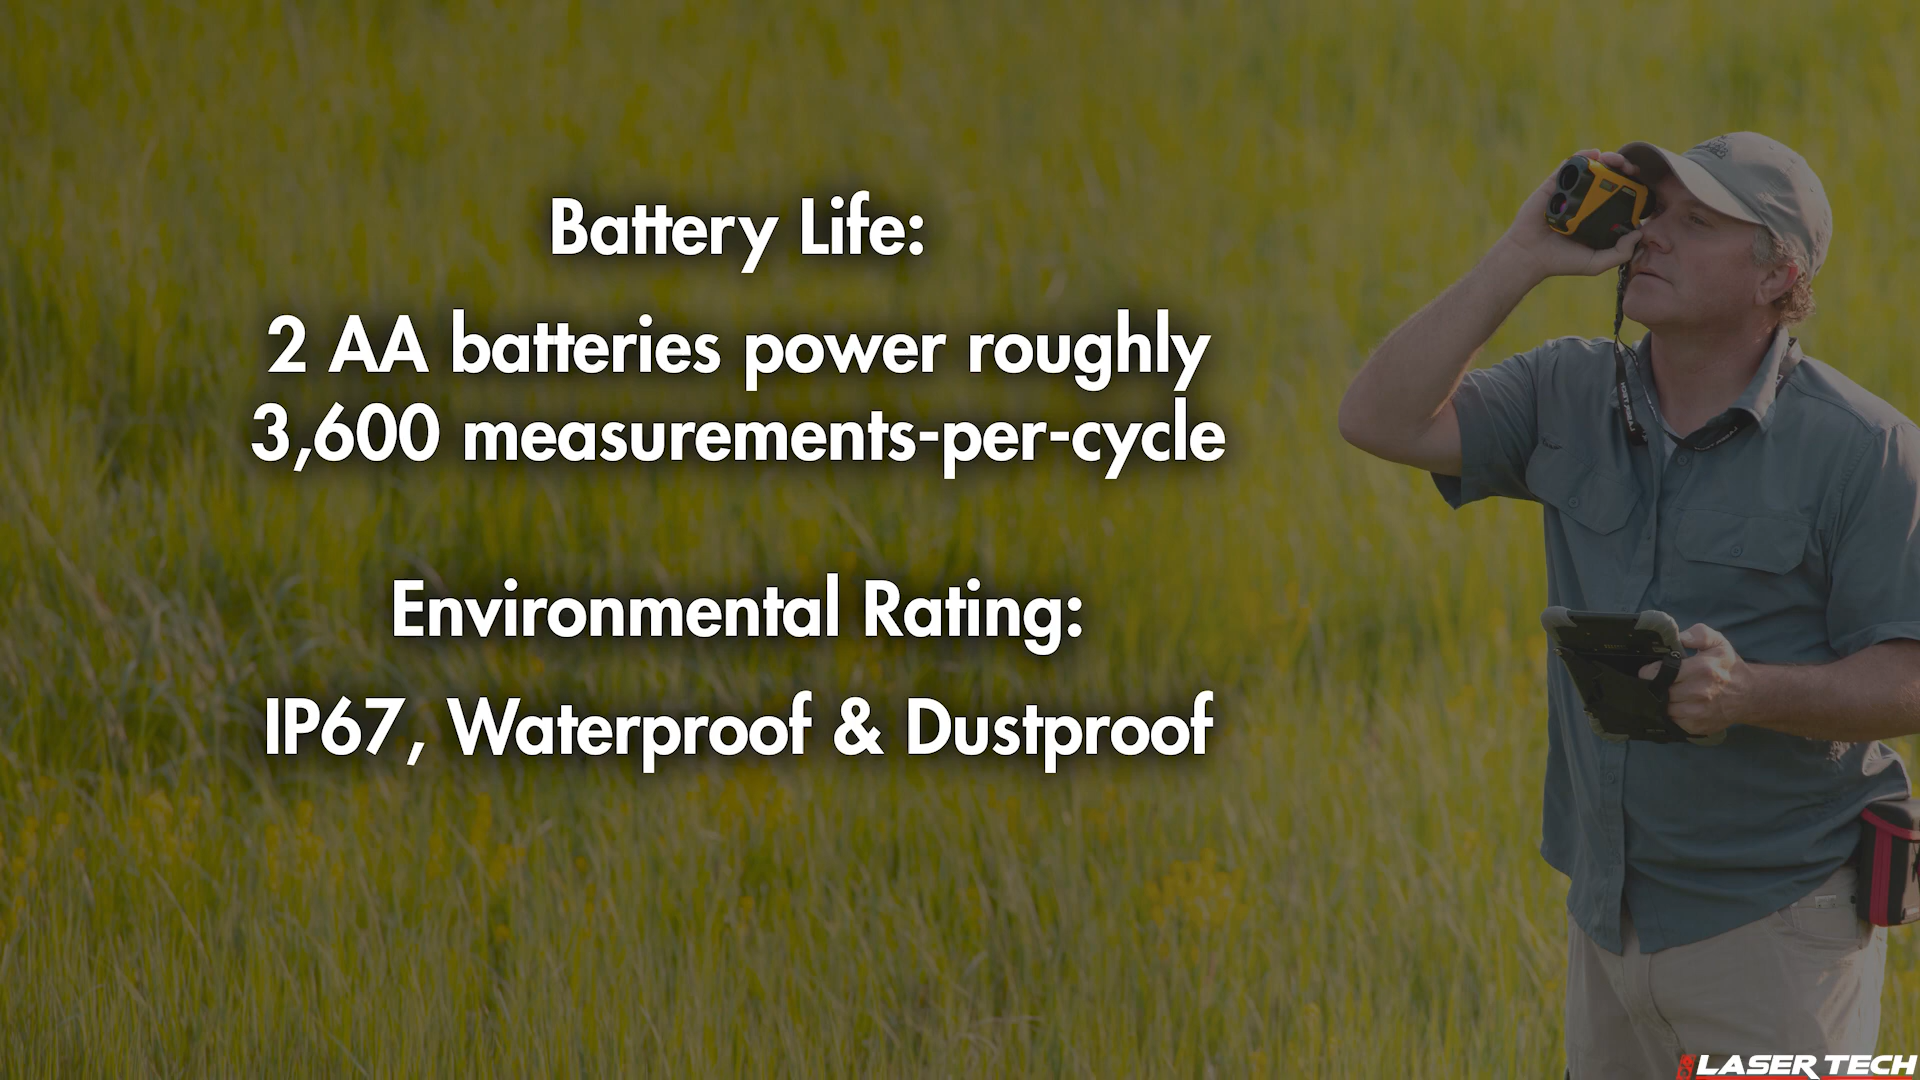 Battery Life:
2 AA batteries power roughly
3,600 measurements-per-cycle
Environmental Rating:
IP67, Waterproof & Dustproof
LASER TECH